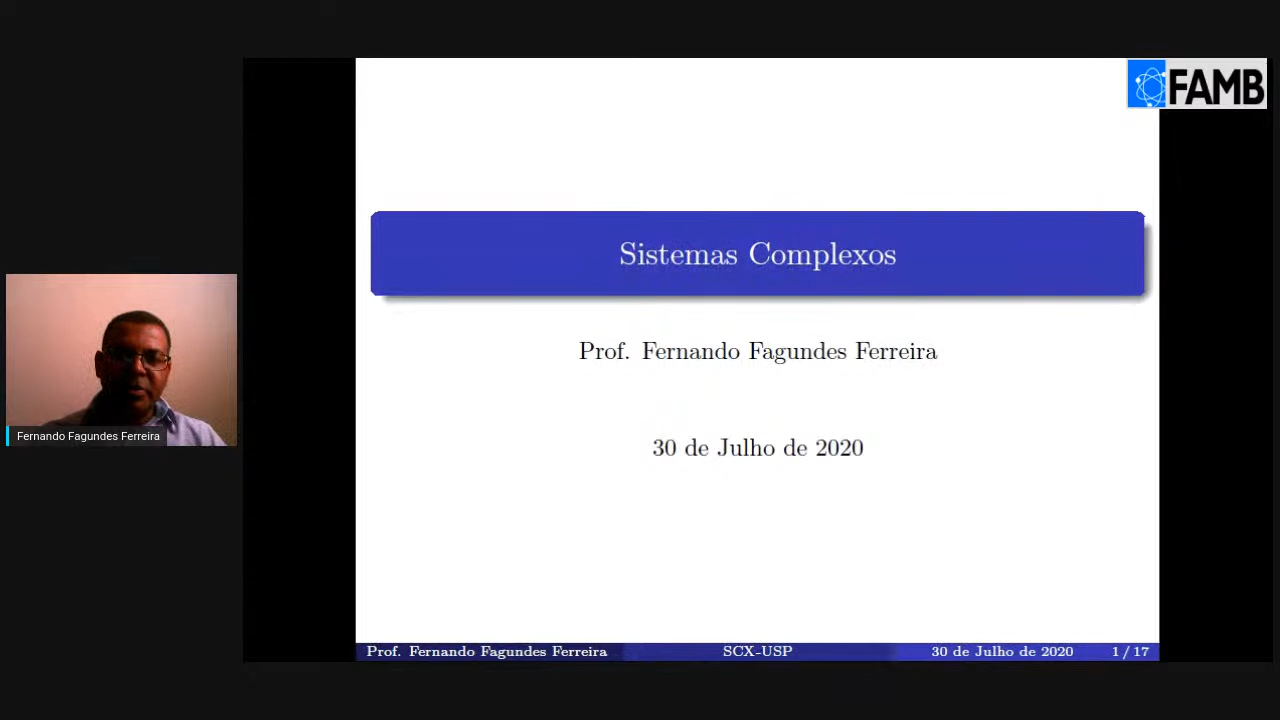 FAMB
Sistemas Complexos
Prof. Fernando Fagundes Ferreira
30 de Julho de 2020
Fernando Fagundes Ferreira
Prof. Fernando Fagundes Ferreira SCX-USP 30 de Julho de 2020 1 / 17